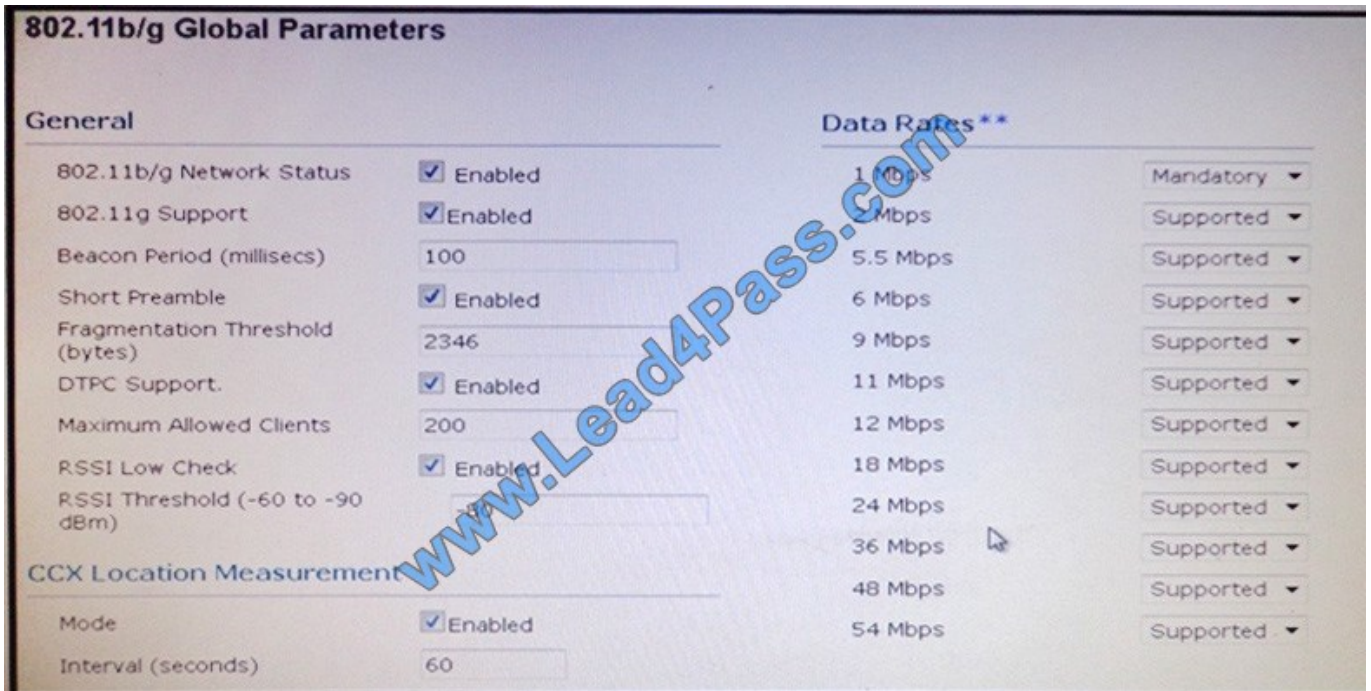 802.11b/g Global Parameters
General
802.11b/g Network Status Enabled
802.11g Support Enabled
Beacon Period (millisecs) 100
Short Preamble Enabled
Fragmentation Threshold
(bytes) 2346
DTPC Support. Enabled
Maximum Allowed Clients 200
RSSI Low Check Enabled
RSSI Threshold (-60 to -90
dBm)
CCX Location Measurement
Mode Enabled
Interval (seconds) 60
Data Rates**
1 Mbps Mandatory
2 Mbps Supported
5.5 Mbps Supported
6 Mbps Supported
9 Mbps Supported
11 Mbps Supported
12 Mbps Supported
18 Mbps Supported
24 Mbps Supported
36 Mbps Supported
48 Mbps Supported
54 Mbps Supported
www.Lead4Pass.com